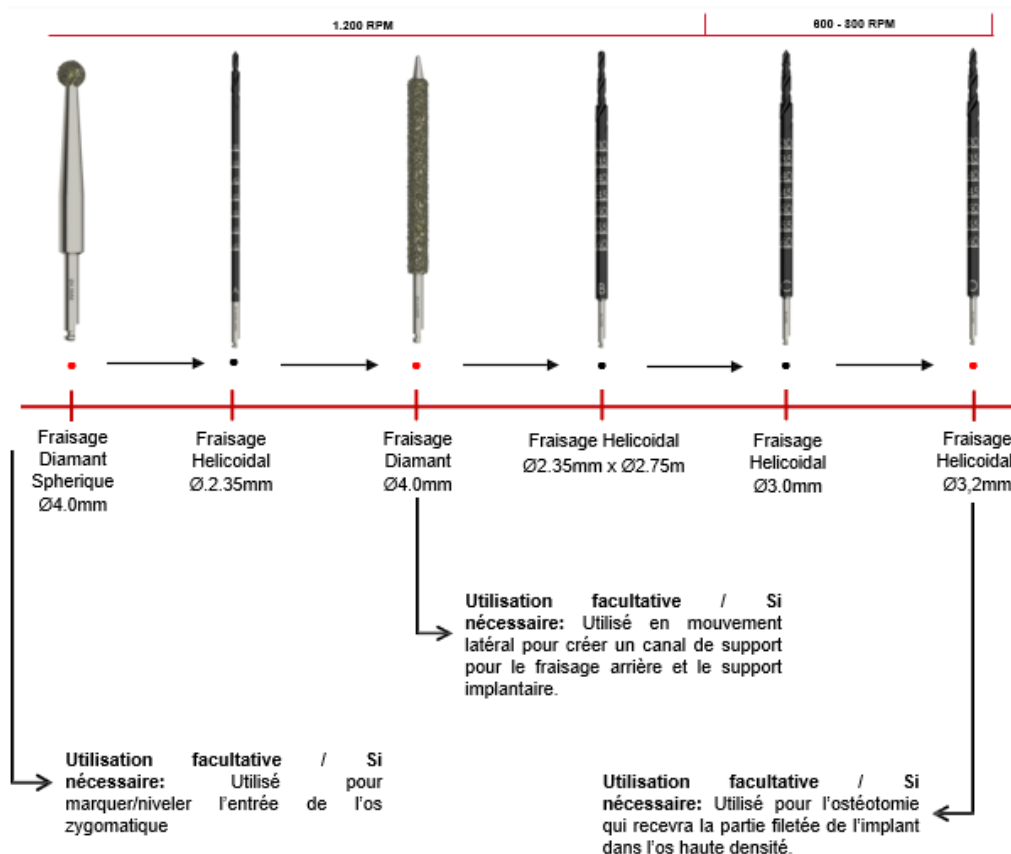 1.200 RPM
600 - 800 RPM
Fraisage
Diamant
Spherique
Ø4.0mm
Fraisage
Helicoidal
Ø.2.35mm
Fraisage
Diamant
Ø4.0mm
Fraisage Helicoidal
Ø2.35mm x Ø2.75m
Fraisage
Helicoidal
Ø3.0mm
Fraisage
Helicoidal
Ø3,2mm
Utilisation facultative / Si
nécessaire: Utilisé en mouvement
latéral pour créer un canal de support
pour le fraisage arrière et le support
implantaire.
Utilisation facultative / Si
nécessaire: Utilisé pour
marquer/niveler l'entrée de l'os
zygomatique
Utilisation facultative / Si
nécessaire: Utilisé pour l'ostéotomie
qui recevra la partie filetée de l'implant
dans l'os haute densité.